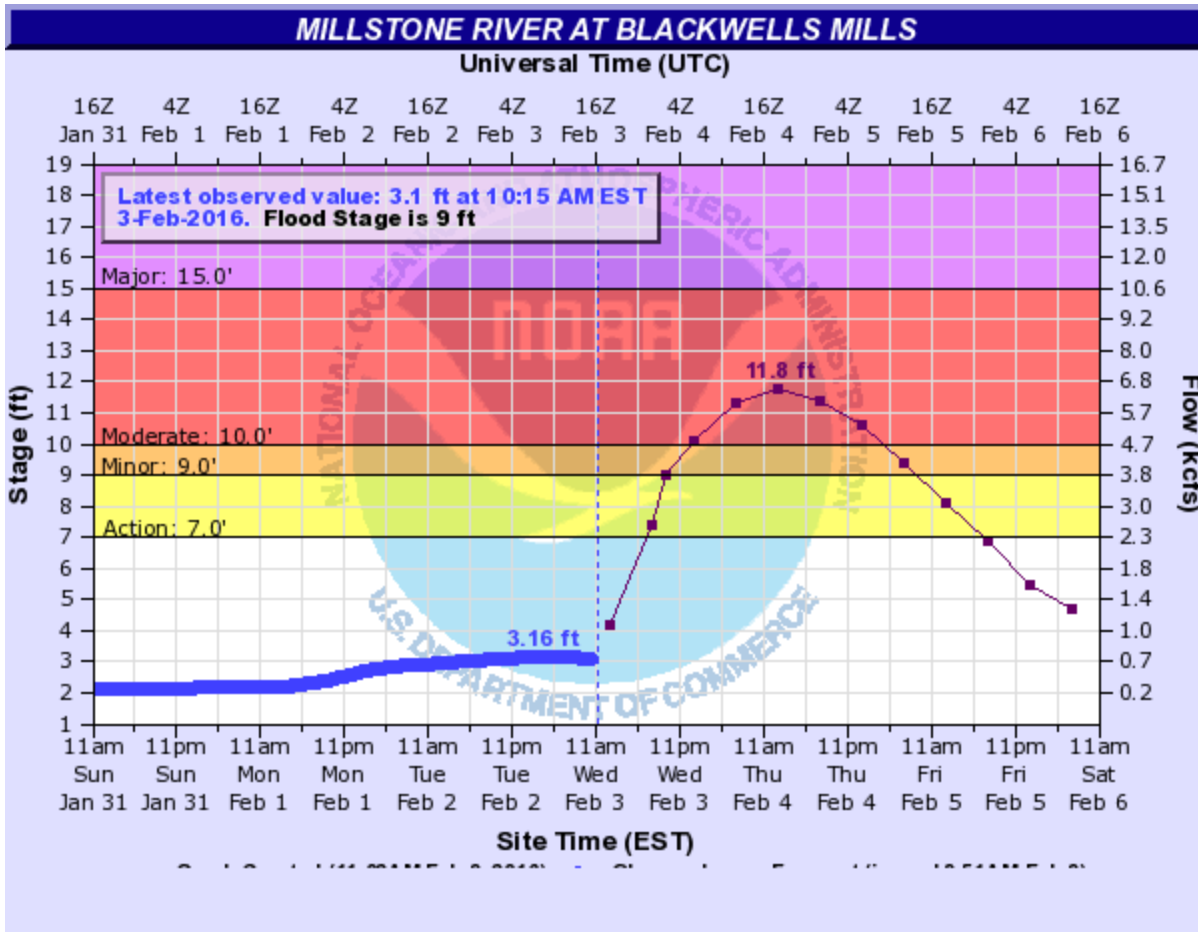 MILLSTONE RIVER AT BLACKWELLS MILLS
Universal Time (UTC)
16Z 4Z 16Z 4Z 16Z 4Z 16Z 4Z 16Z 4Z 16Z 4Z 16Z
Jan 31 Feb 1 Feb 1 Feb 2 Feb 2 Feb 3 Feb 3 Feb 4 Feb 4 Feb 5 Feb 5 Feb 6 Feb 6
Latest observed value: 3.1 ft at 10:15 AM EST
3-Feb-2016. Flood Stage is 9 ft
Stage (ft)
19
18
17
16
15
14
13
12
11
10
9
8
7
6
5
4
3
2
1
Major: 15.0'
Moderate: 10.0'
Minor: 9.0'
Action: 7.0'
NATIONAL OCEANIC AND ATMOSPHERIC ADMINISTRATION
NOAA
U.S. DEPARTMENT OF COMMERCE
11.8 ft
3.16 ft
16.7
15.1
13.5
12.0
10.6
9.2
8.0
6.8
5.7
4.7
3.8
3.0
2.3
1.8
1.4
1.0
0.7
0.2
Flow (kcfs)
11am 11pm 11am 11pm 11am 11pm 11am 11pm 11am 11pm 11am 11pm 11am
Sun Sun Mon Mon Tue Tue Wed Wed Thu Thu Fri Fri Sat
Jan 31 Jan 31 Feb 1 Feb 1 Feb 2 Feb 2 Feb 3 Feb 3 Feb 4 Feb 4 Feb 5 Feb 5 Feb 6
Site Time (EST)